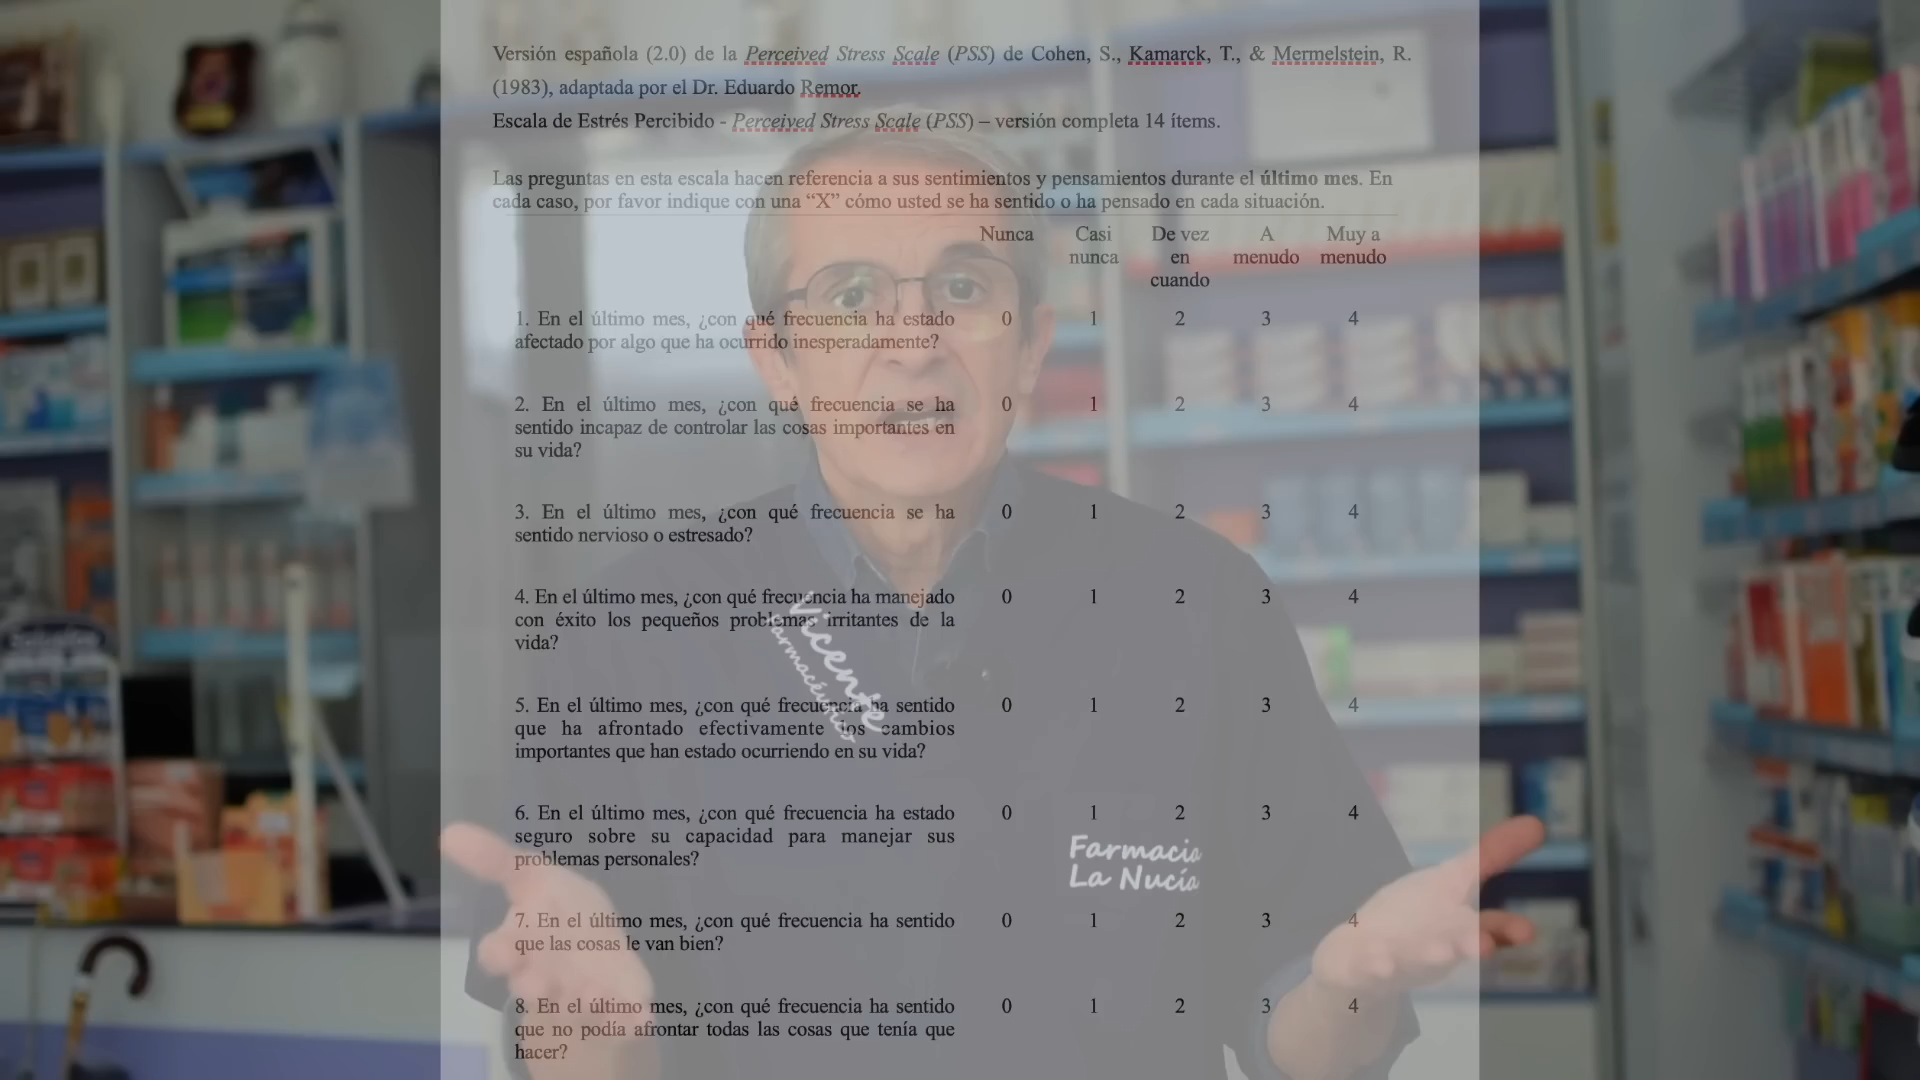 Versión española (2.0) de la Perceived Stress Scale (PSS) de Cohen, S., Kamarck, T., & Mermelstein, R.
(1983), adaptada por el Dr. Eduardo Remor.
Escala de Estrés Percibido - Perceived Stress Scale (PSS) – versión completa 14 ítems.
Las preguntas en esta escala hacen referencia a sus sentimientos y pensamientos durante el último mes. En
cada caso, por favor indique con una “X” cómo usted se ha sentido o ha pensado en cada situación.
Nunca Casi De vez A Muy a
nunca en menudo menudo
cuando
1. En el último mes, ¿con qué frecuencia ha estado 0 1 2 3 4
afectado por algo que ha ocurrido inesperadamente?
2. En el último mes, ¿con qué frecuencia se ha 0 1 2 3 4
sentido incapaz de controlar las cosas importantes en
su vida?
3. En el último mes, ¿con qué frecuencia se ha 0 1 2 3 4
sentido nervioso o estresado?
4. En el último mes, ¿con qué frecuencia ha manejado 0 1 2 3 4
con éxito los pequeños problemas irritantes de la
vida?
5. En el último mes, ¿con qué frecuencia ha sentido 0 1 2 3 4
que ha afrontado efectivamente los cambios
importantes que han estado ocurriendo en su vida?
6. En el último mes, ¿con qué frecuencia ha estado 0 1 2 3 4
seguro sobre su capacidad para manejar sus
problemas personales?
7. En el último mes, ¿con qué frecuencia ha sentido 0 1 2 3 4
que las cosas le van bien?
8. En el último mes, ¿con qué frecuencia ha sentido 0 1 2 3 4
que no podía afrontar todas las cosas que tenía que
hacer?
Vicente
Farmacéutico
Farmacia
La Nucía